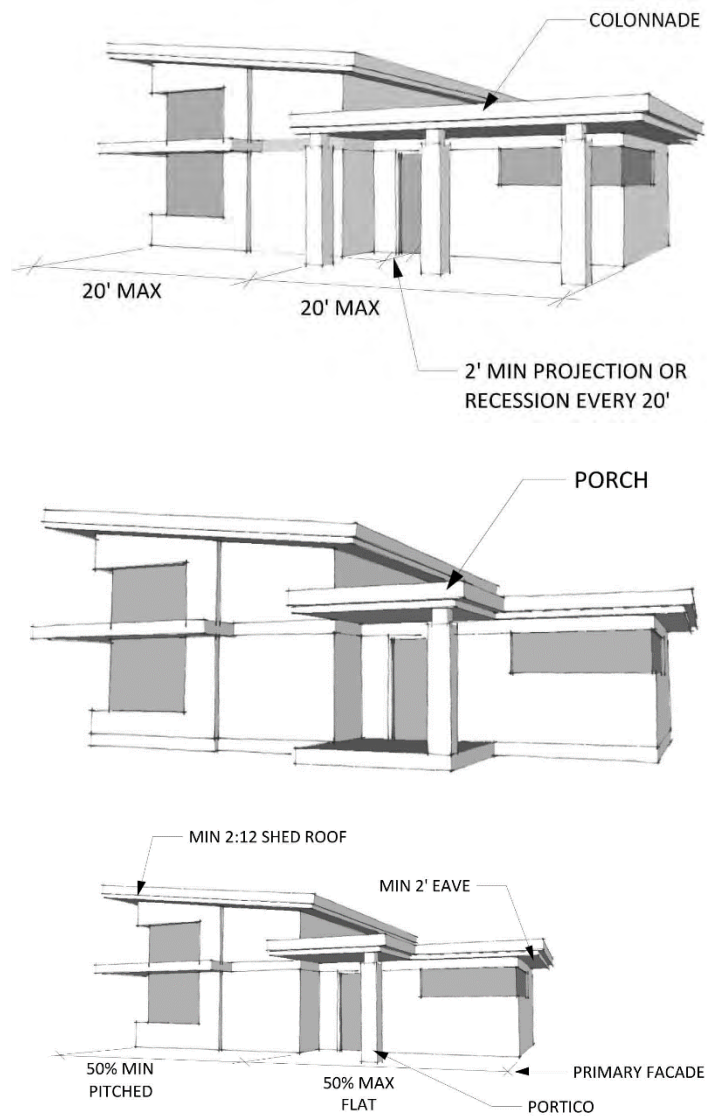 COLONNADE
20' MAX
20' MAX
2' MIN PROJECTION OR
RECESSION EVERY 20'
PORCH
MIN 2:12 SHED ROOF
MIN 2' EAVE
50% MIN
PITCHED
50% MAX
FLAT
PRIMARY FACADE
PORTICO